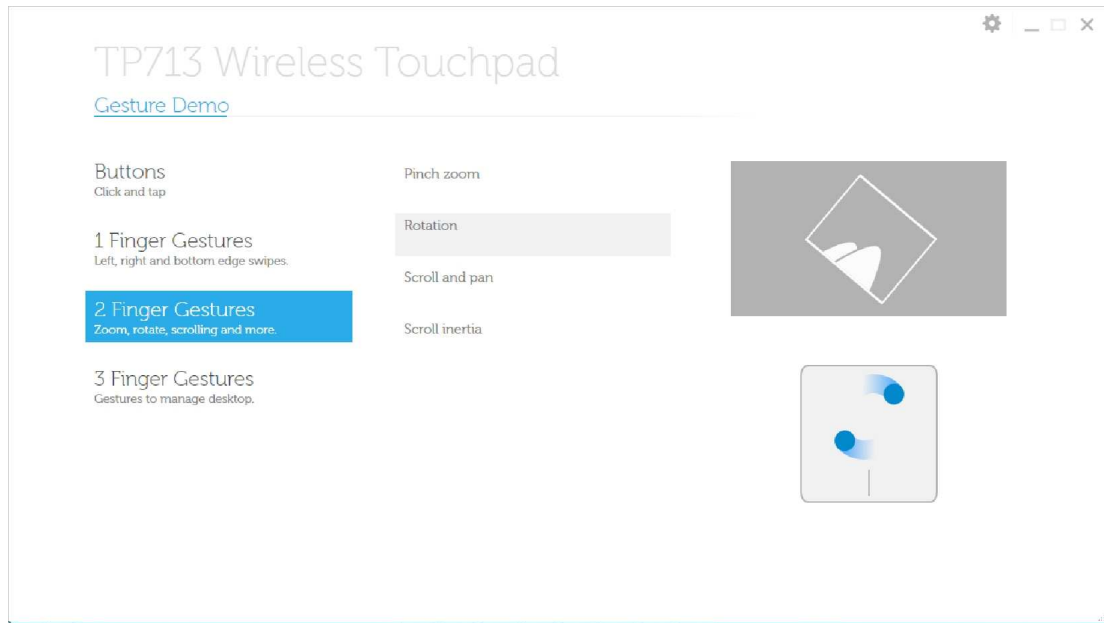 TP713 Wireless Touchpad
Gesture Demo
Buttons
Click and tap
1 Finger Gestures
Left, right and bottom edge swipes.
2 Finger Gestures
Zoom, rotate, scrolling and more.
3 Finger Gestures
Gestures to manage desktop.
Pinch zoom
Rotation
Scroll and pan
Scroll inertia